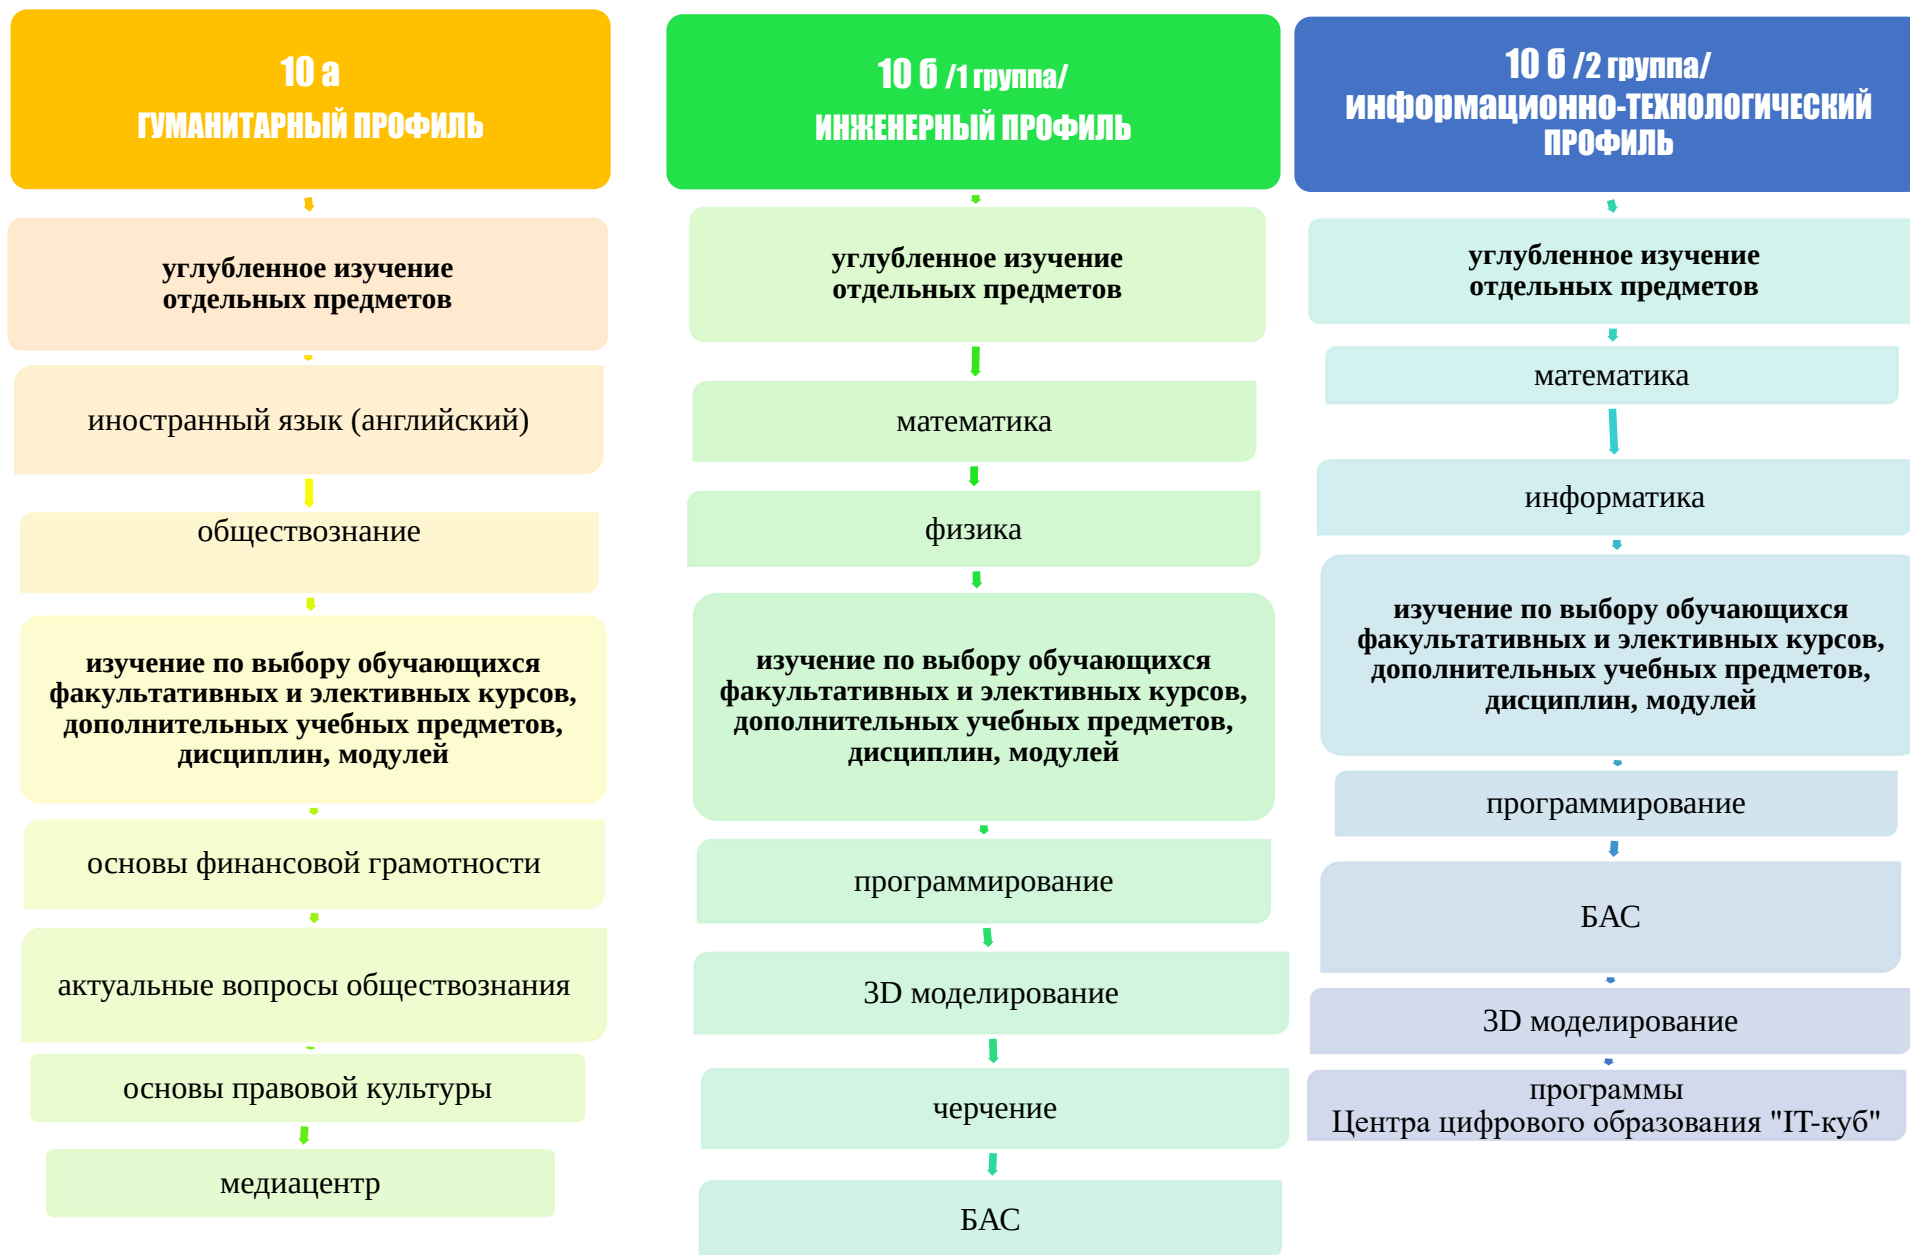 10 а
ГУМАНИТАРНЫЙ ПРОФИЛЬ
углубленное изучение
отдельных предметов
иностранный язык (английский)
обществознание
изучение по выбору обучающихся
факультативных и элективных курсов,
дополнительных учебных предметов,
дисциплин, модулей
основы финансовой грамотности
актуальные вопросы обществознания
основы правовой культуры
медиацентр
10 б /1 группа/
ИНЖЕНЕРНЫЙ ПРОФИЛЬ
углубленное изучение
отдельных предметов
математика
физика
изучение по выбору обучающихся
факультативных и элективных курсов,
дополнительных учебных предметов,
дисциплин, модулей
программирование
3D моделирование
черчение
БАС
10 б /2 группа/
информационно-ТЕХНОЛОГИЧЕСКИЙ
ПРОФИЛЬ
углубленное изучение
отдельных предметов
математика
информатика
изучение по выбору обучающихся
факультативных и элективных курсов,
дополнительных учебных предметов,
дисциплин, модулей
программирование
БАС
3D моделирование
программы
Центра цифрового образования "IT-куб"